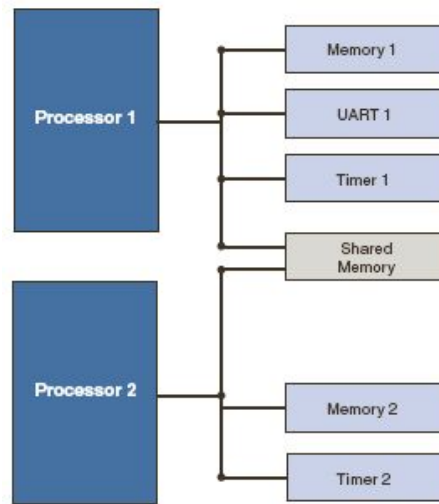 Processor 1
Memory 1
UART 1
Timer 1
Shared
Memory
Processor 2
Memory 2
Timer 2